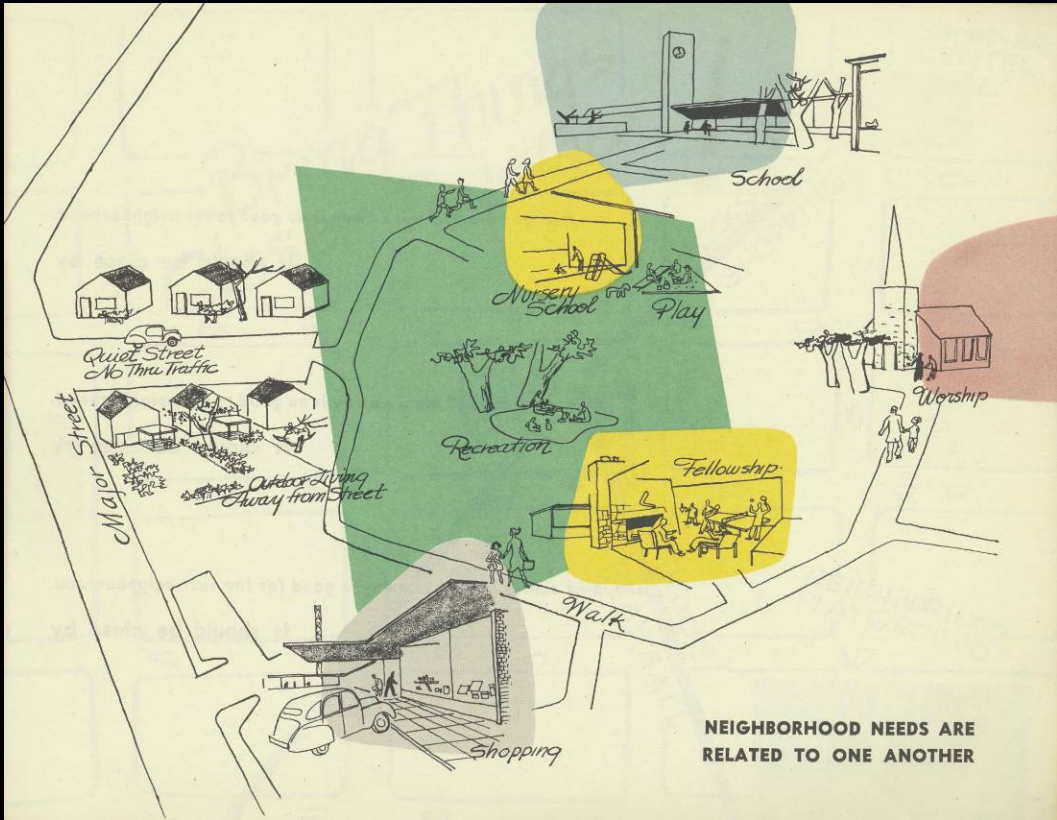 School
Nursery
School
Play
Quiet Street
No Thru Traffic
Worship
Recreation
Major Street
Fellowship.
Outdoor Living
Away from Street
Walk
Shopping
NEIGHBORHOOD NEEDS ARE
RELATED TO ONE ANOTHER